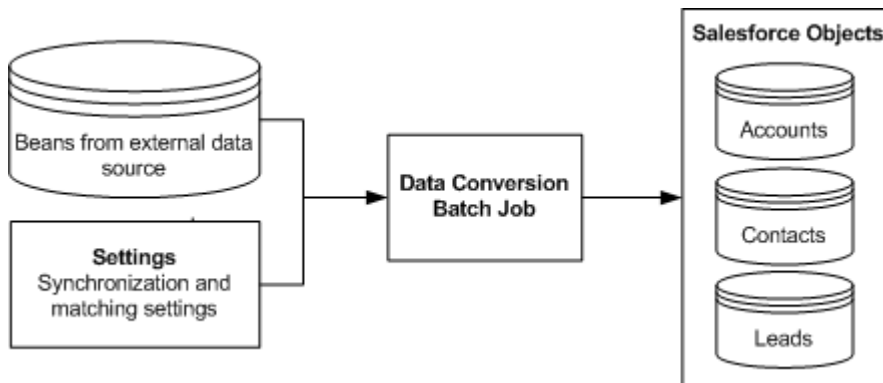 Beans from external data
source
Settings
Synchronization and
matching settings
Data Conversion
Batch Job
Salesforce Objects
Accounts
Contacts
Leads